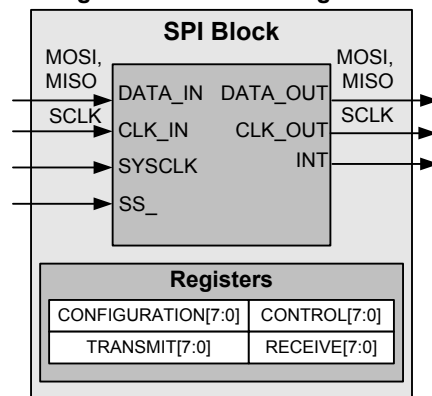 SPI Block
MOSI, MISO
MOSI, MISO
DATA_IN DATA_OUT
SCLK
SCLK
CLK_IN CLK_OUT
SYSCLK INT
SS_
Registers
CONFIGURATION[7:0] CONTROL[7:0]
TRANSMIT[7:0] RECEIVE[7:0]